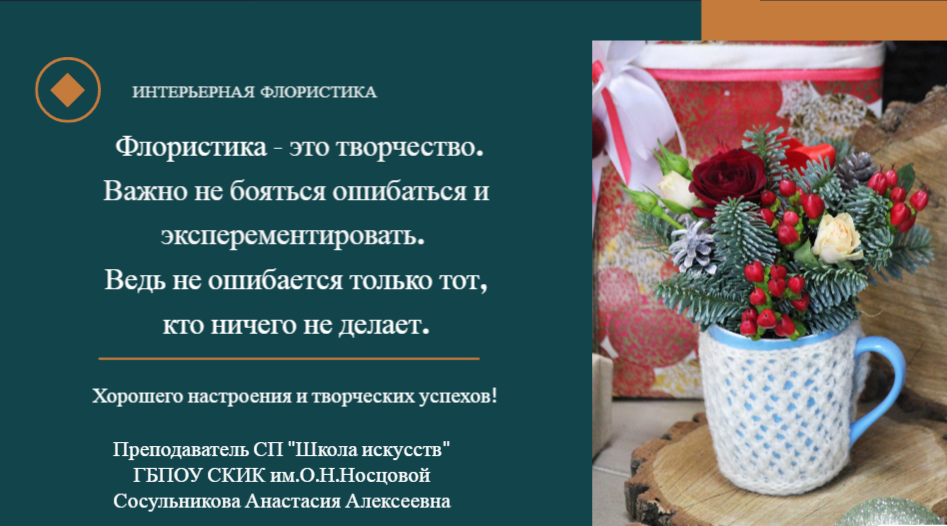 ИНТЕРЬЕРНАЯ ФЛОРИСТИКА
Флористика - это творчество.
Важно не бояться ошибаться и
эксперементировать.
Ведь не ошибается только тот,
кто ничего не делает.
Хорошего настроения и творческих успехов!
Преподаватель СП "Школа искусств"
ГБПОУ СКИК им.О.Н.Носцовой
Сосульникова Анастасия Алексеевна